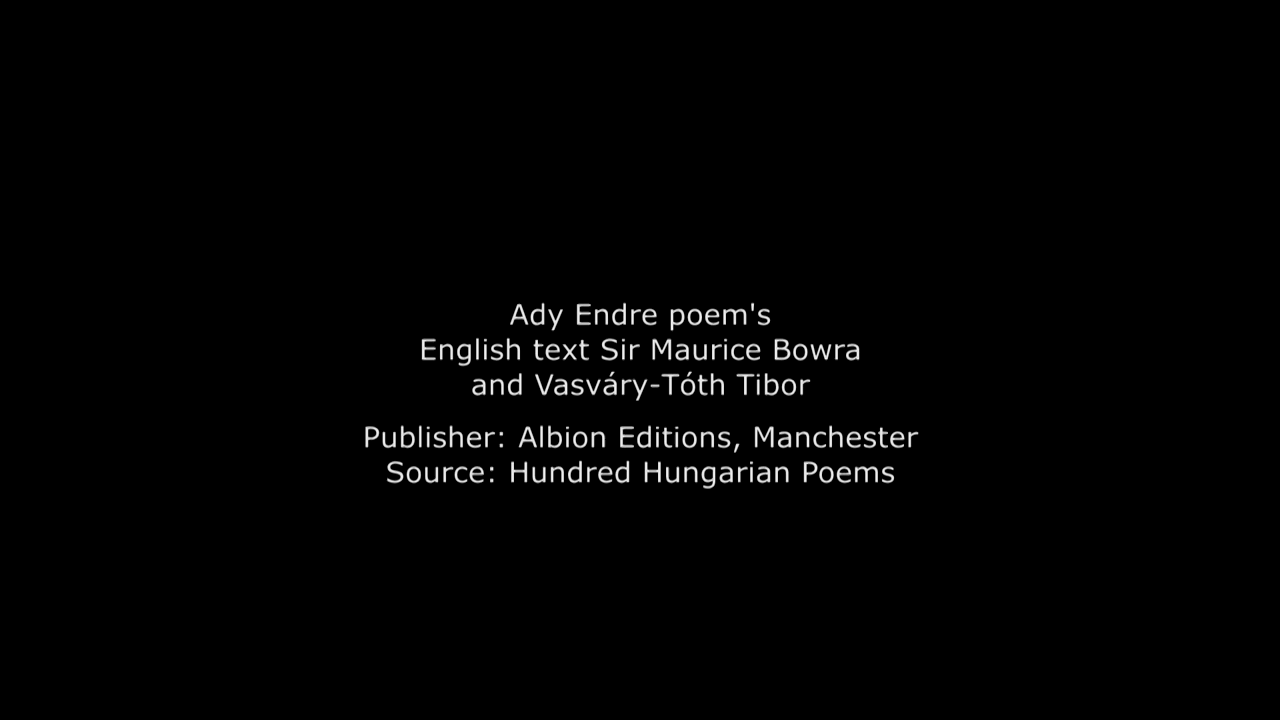 Ady Endre poem's
English text Sir Maurice Bowra
and Vasváry-Tóth Tibor
Publisher: Albion Editions, Manchester
Source: Hundred Hungarian Poems